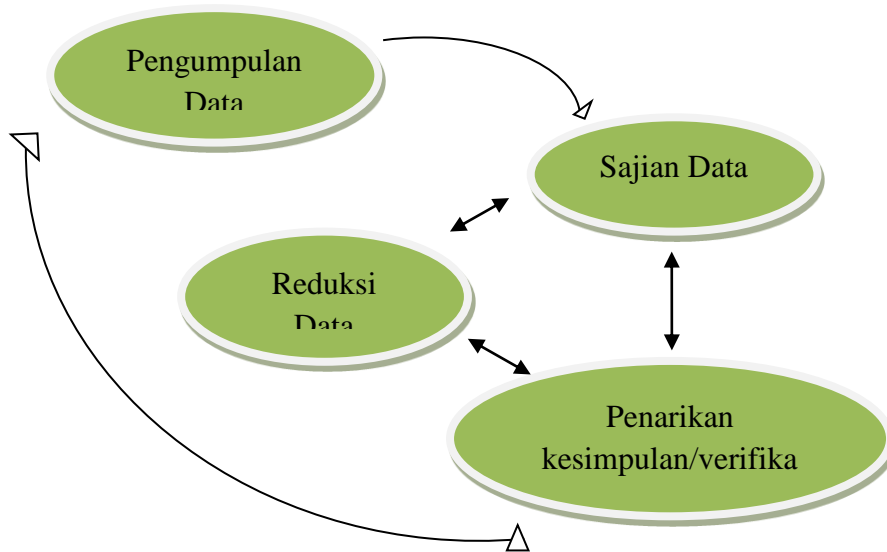 Pengumpulan
Data
Sajian Data
Reduksi
Data
Penarikan
kesimpulan/verifika